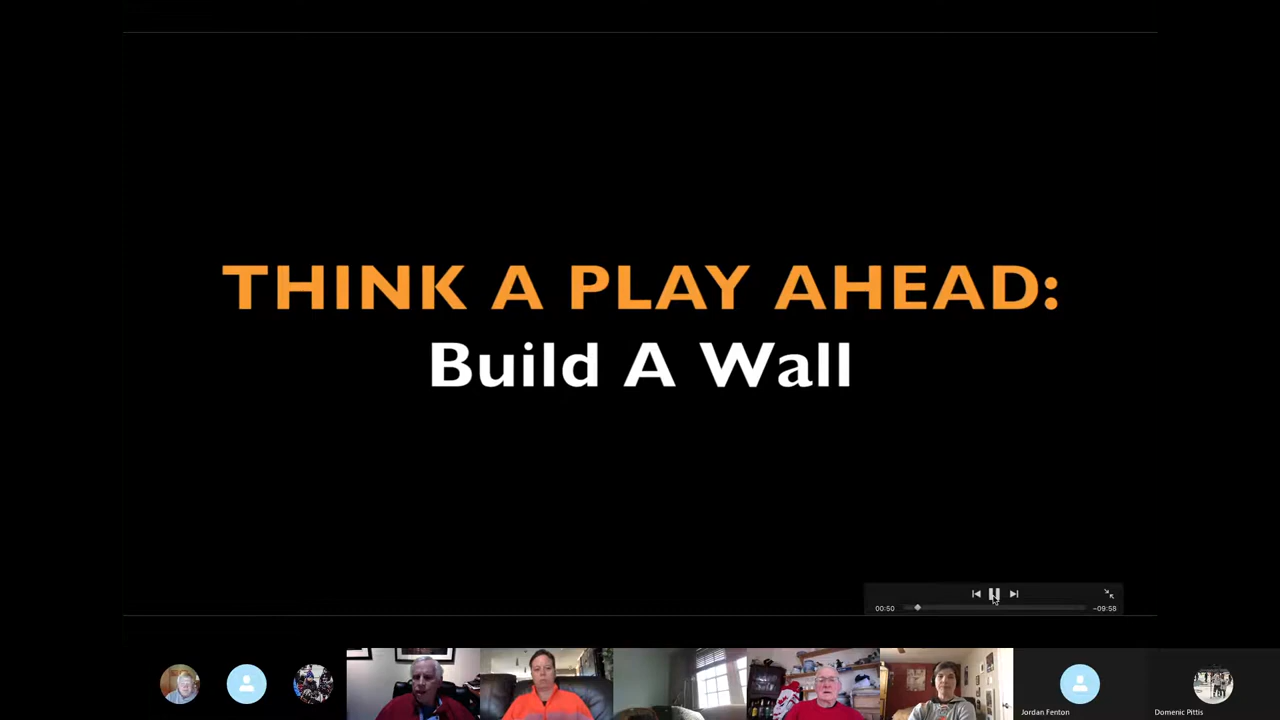 THINK A PLAY AHEAD:
Build A Wall
00:50
−09:58
Jordan Fenton
Domenic Pittis